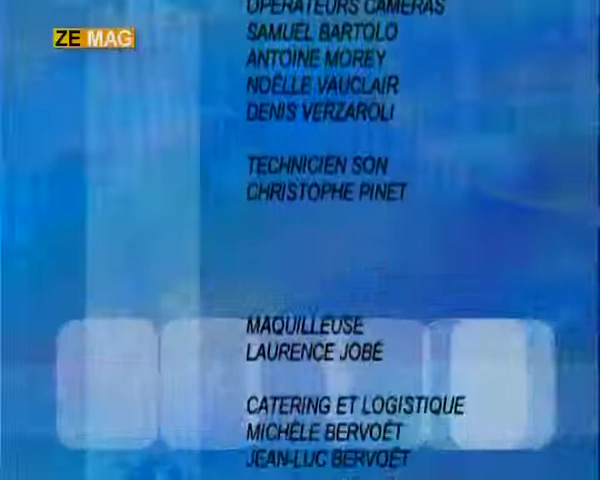 OPÉRATEURS CAMÉRAS
ZE MAG
SAMUEL BARTOLO
ANTOINE MOREY
NOËLLE VAUCLAIR
DENIS VERZAROLI
TECHNICIEN SON
CHRISTOPHE PINET
MAQUILLEUSE
LAURENCE JOBÉ
CATERING ET LOGISTIQUE
MICHÈLE BERVOËT
JEAN-LUC BERVOËT